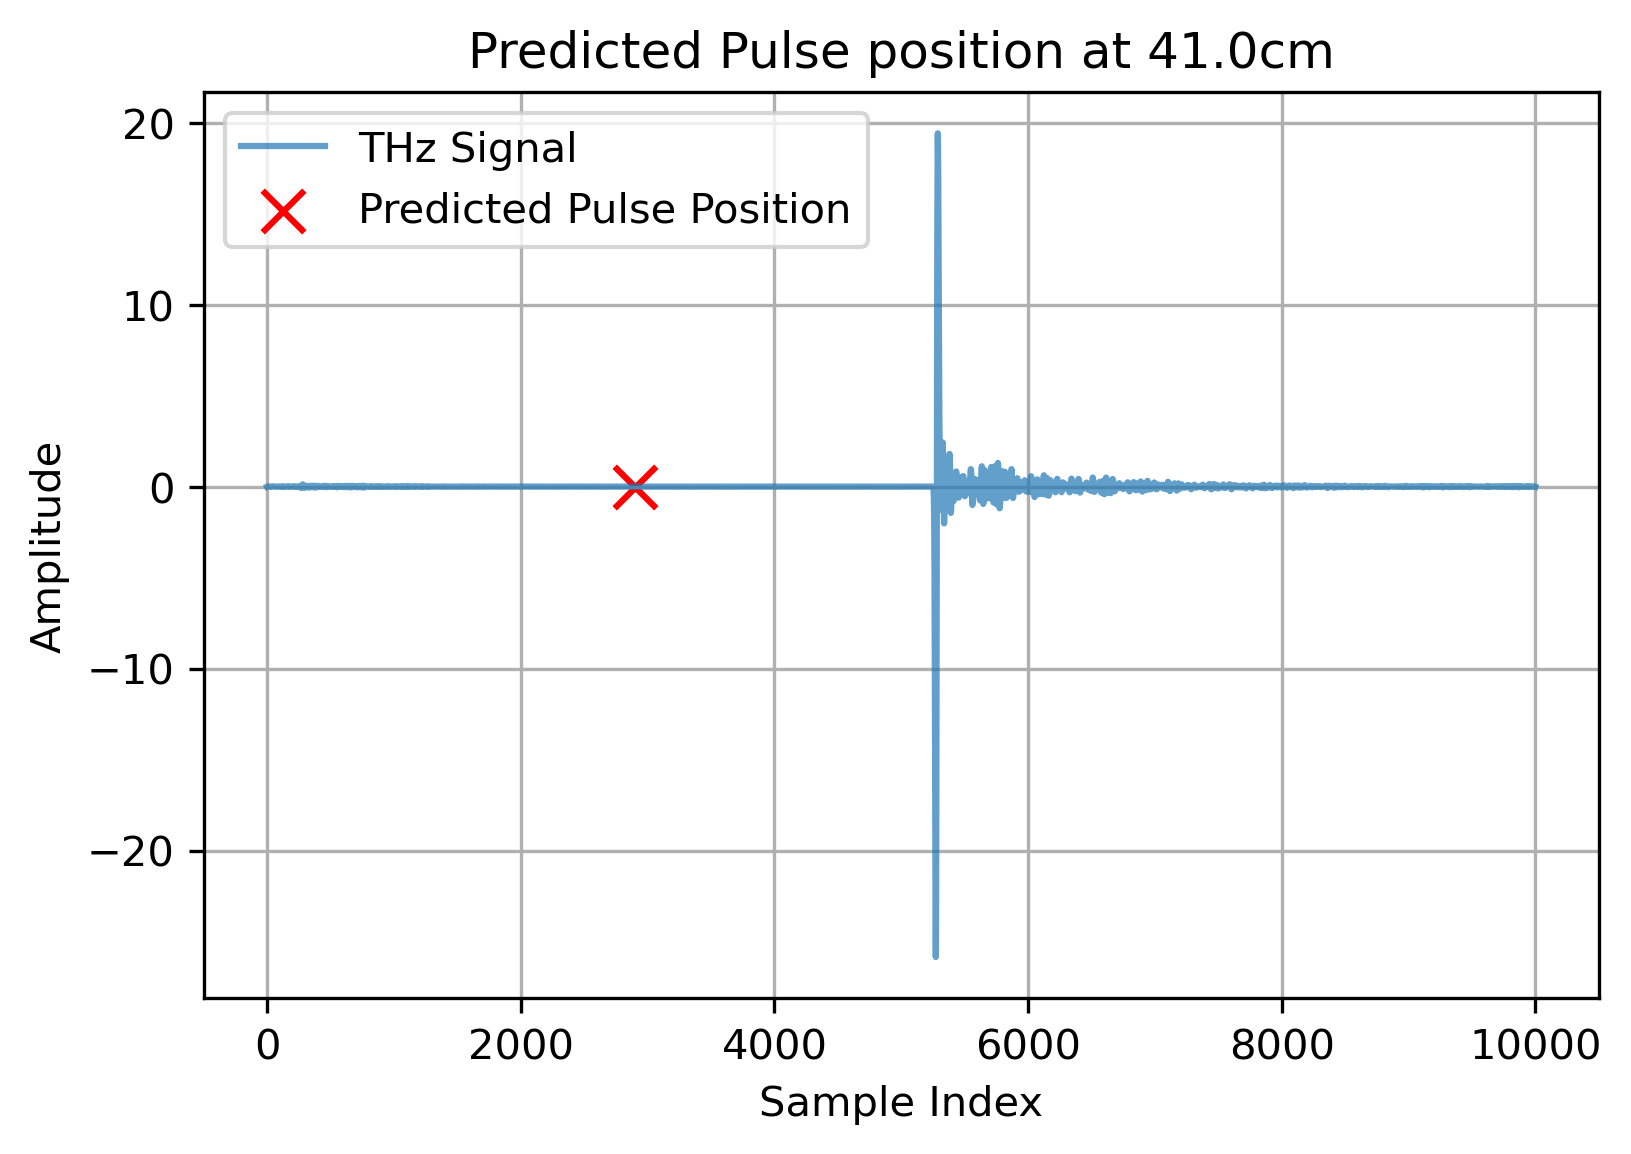 Predicted Pulse position at 41.0cm
THz Signal
Predicted Pulse Position
20
10
0
−10
−20
Amplitude
0 2000 4000 6000 8000 10000
Sample Index